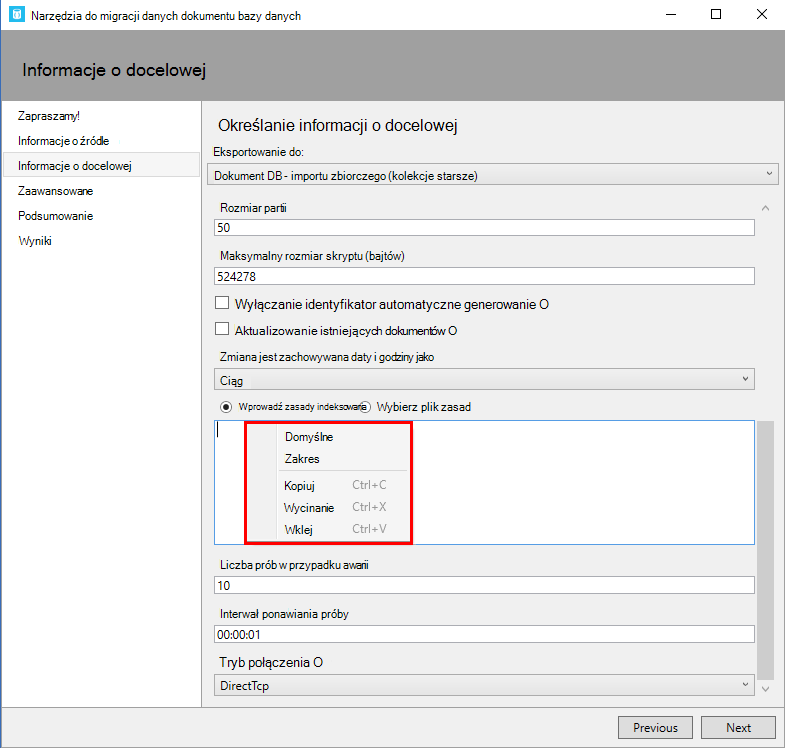 Narzędzia do migracji danych dokumentu bazy danych
Informacje o docelowej
Zapraszamy!
Informacje o źródle
Informacje o docelowej
Zaawansowane
Podsumowanie
Wyniki
Określanie informacji o docelowej
Eksportowanie do:
Dokument DB - importu zbiorczego (kolekcje starsze)
Rozmiar partii
50
Maksymalny rozmiar skryptu (bajtów)
524278
Wyłączanie identyfikator automatyczne generowanie O
Aktualizowanie istniejących dokumentów O
Zmiana jest zachowywana daty i godziny jako
Ciąg
Wprowadź zasady indeksowania Wybierz plik zasad
Domyślne
Zakres
Kopiuj Ctrl+C
Wycinanie Ctrl+X
Wklej Ctrl+V
Liczba prób w przypadku awarii
10
Interwał ponawiania próby
00:00:01
Tryb połączenia O
DirectTcp
Previous Next